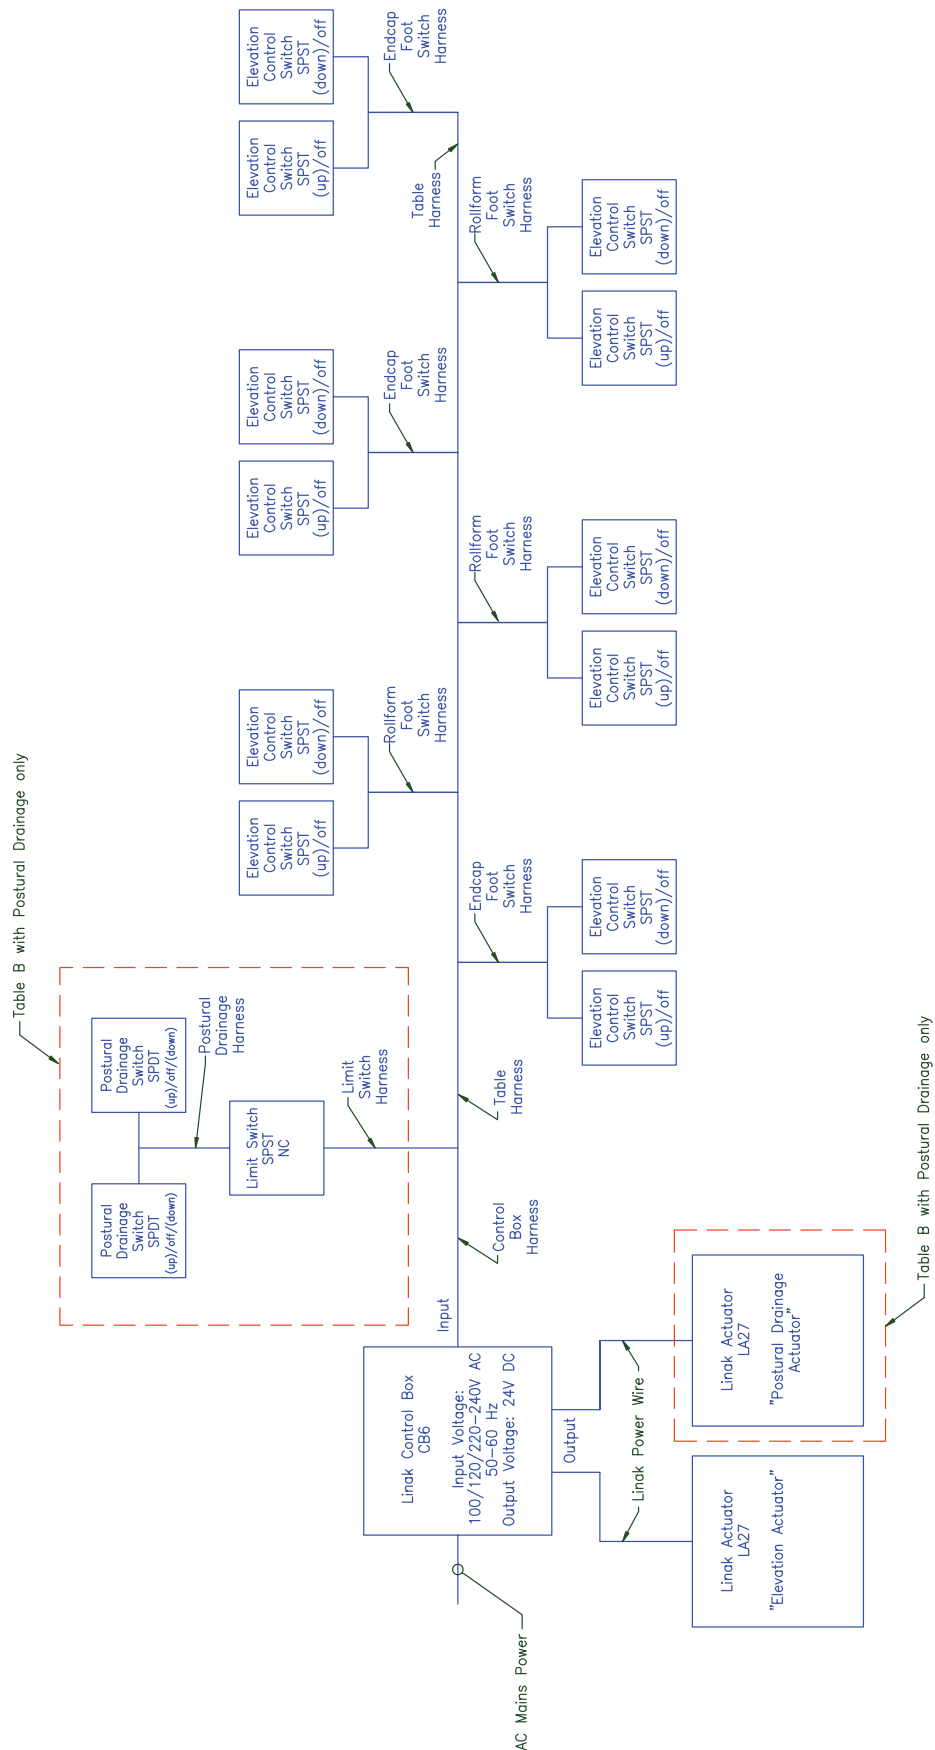 Table B with Postural Drainage only
Postural
Drainage
Switch
SPDT
(up)/off/(down)
Postural
Drainage
Switch
SPDT
(up)/off/(down)
Postural
Drainage
Harness
Limit Switch
SPST
NC
Limit
Switch
Harness
Elevation
Control
Switch
SPST
(up)/off
Elevation
Control
Switch
SPST
(down)/off
Rollform
Foot
Switch
Harness
Elevation
Control
Switch
SPST
(up)/off
Elevation
Control
Switch
SPST
(down)/off
Endcap
Foot
Switch
Harness
Elevation
Control
Switch
SPST
(up)/off
Elevation
Control
Switch
SPST
(down)/off
Endcap
Foot
Switch
Harness
Table
Harness
AC Mains Power
Linak Control Box
CB6
Input Voltage:
100/120/220-240V AC
50-60 Hz
Output Voltage: 24V DC
Input
Output
Control
Box
Harness
Table
Harness
Endcap
Foot
Switch
Harness
Elevation
Control
Switch
SPST
(up)/off
Elevation
Control
Switch
SPST
(down)/off
Rollform
Foot
Switch
Harness
Elevation
Control
Switch
SPST
(up)/off
Elevation
Control
Switch
SPST
(down)/off
Rollform
Foot
Switch
Harness
Elevation
Control
Switch
SPST
(up)/off
Elevation
Control
Switch
SPST
(down)/off
Linak Power Wire
Linak Actuator
LA27
"Elevation Actuator"
Linak Actuator
LA27
"Postural Drainage
Actuator"
Table B with Postural Drainage only